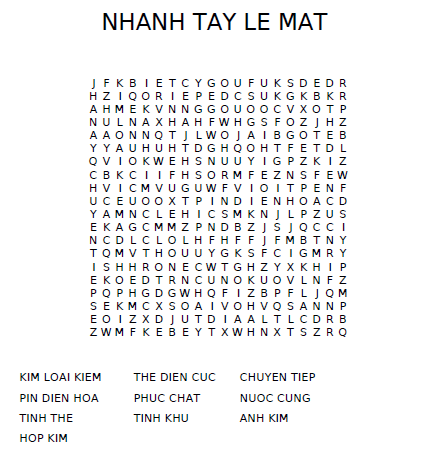 NHANH TAY LE MAT
J F K B I E T C Y G O U F U K S D E D R
H Z I Q O R I E P E D C S U K G K B K R
A H M E K V N N G G O U O O C V X O T P
N U L N A X H A H F W H G S F O Z J H Z
A A O N N Q T J L W O J A I B G O T E B
Y Y A U H U H T D G H Q O H T F E T D L
Q V I O K W E H S N U U Y I G P Z K I Z
C B K C I I F H S O R M F E Z N S F E W
H V I C M V U G U W F V I O I T P E N F
U C E U O O X T P I N D I E N H O A C D
Y A M N C L E H I C S M K N J L P Z U S
E K A G C M M Z P N D B Z J S J Q C C I
N C D L C L O L H F H F F J F M B T N Y
T Q M V T H O U U Y G K S F C I G M R Y
I S H H R O N E C W T G H Z Y X K H I P
E K O E D T R N C U N O K U O V L N F Z
P Q P H G D G W H Q F I Z B P F L J Q M
S E K M C X S O A I V O H V Q S A N N P
E O I Z X D J U T D I A A L T L C D R B
Z W M F K E B E Y T X W H N X T S Z R Q
KIM LOAI KIEM THE DIEN CUC CHUYEN TIEP
PIN DIEN HOA PHUC CHAT NUOC CUNG
TINH THE TINH KHU ANH KIM
HOP KIM